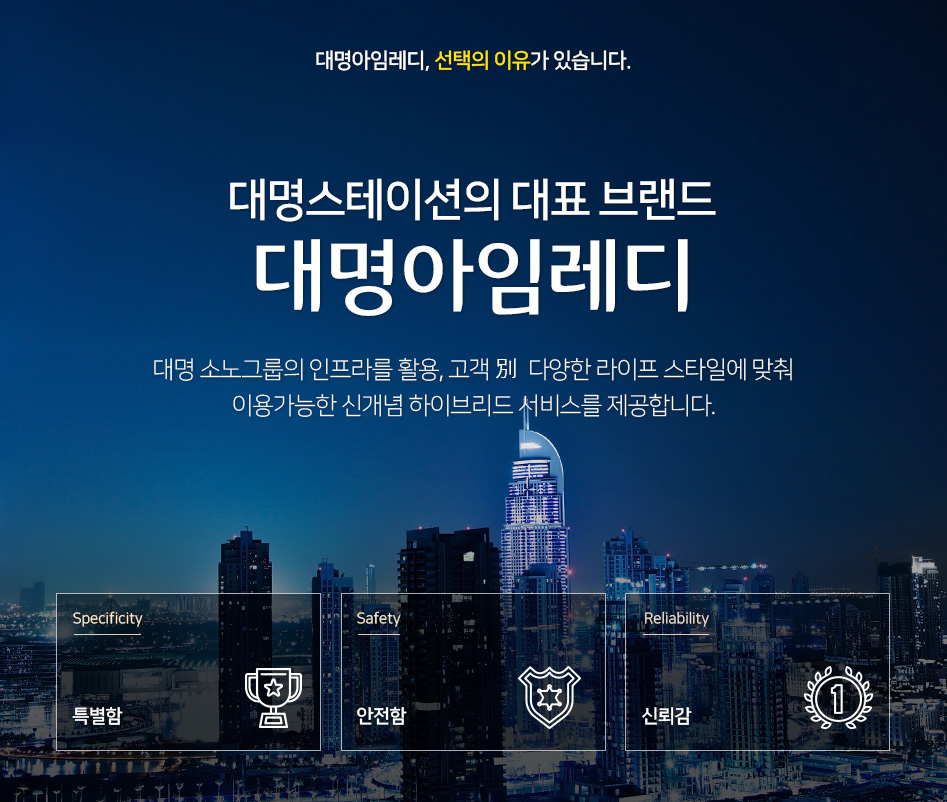 대명아임레디, 선택의 이유가 있습니다.
대명스테이션의 대표 브랜드
대명아임레디
대명 소노그룹의 인프라를 활용, 고객 別 다양한 라이프 스타일에 맞춰
이용가능한 신개념 하이브리드 서비스를 제공합니다.
Specificity
특별함
Safety
안전함
Reliability
1
신뢰감